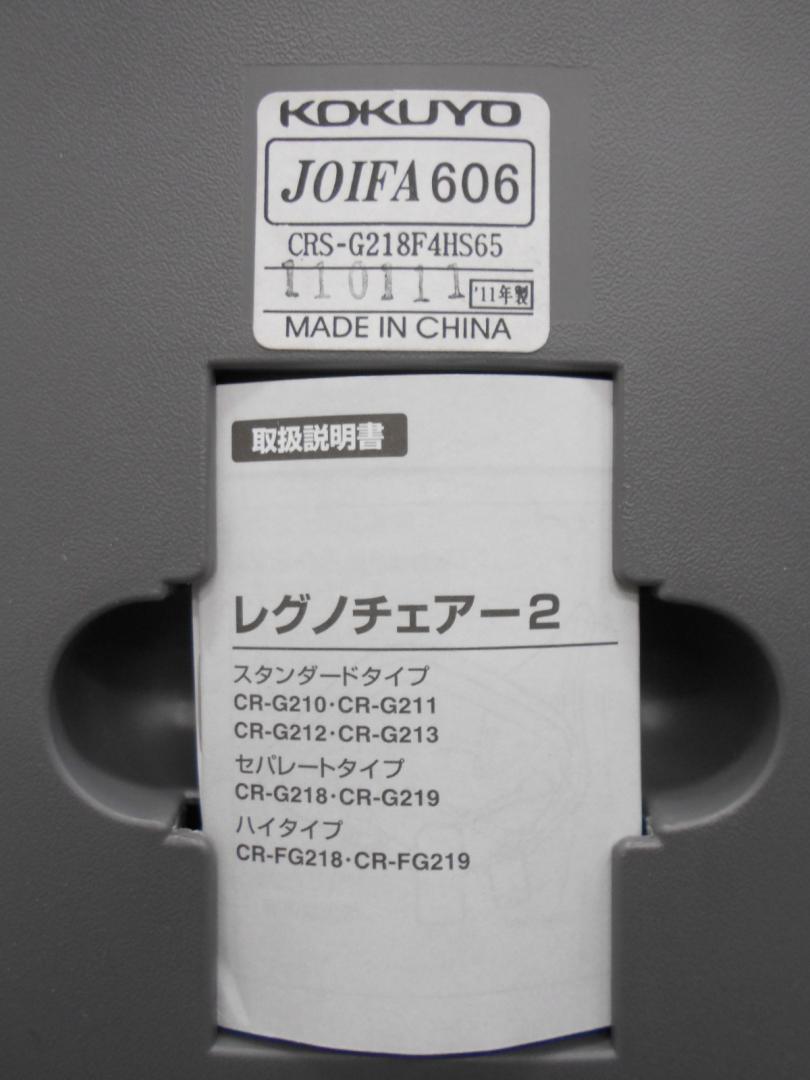 KOKUYO
JOIFA 606
CRS-G218F4HS65
110111 '11年製
MADE IN CHINA
取扱説明書
レグノチェアー2
スタンダードタイプ
CR-G210・CR-G211
CR-G212・CR-G213
セパレートタイプ
CR-G218・CR-G219
ハイタイプ
CR-FG218・CR-FG219